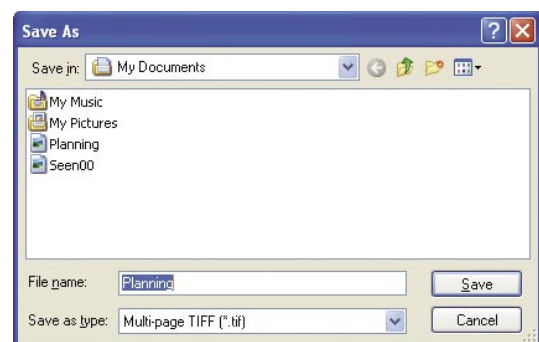 Save As
Save in: My Documents
My Music
My Pictures
Planning
Seen00
File name: Planning Save
Save as type: Multi-page TIFF (*.tif) Cancel